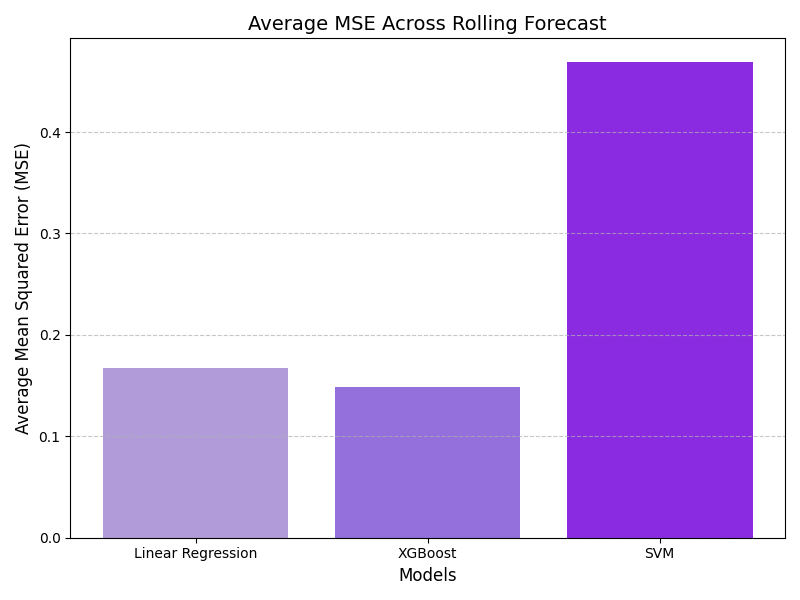 Average MSE Across Rolling Forecast
Average Mean Squared Error (MSE)
0.4
0.3
0.2
0.1
0.0
Linear Regression
XGBoost
SVM
Models